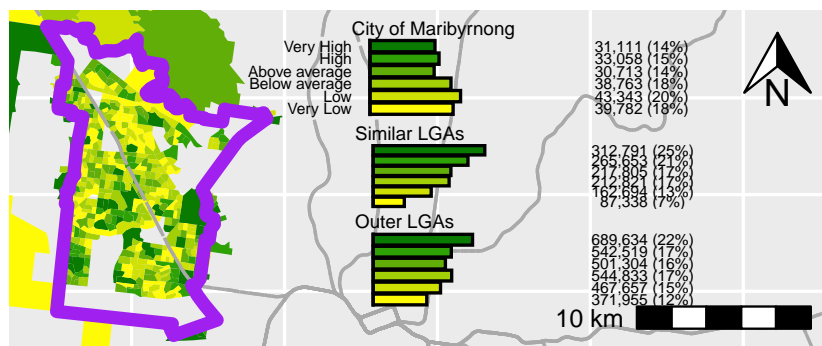 City of Maribyrnong
Very High 31,111 (14%)
High 33,058 (15%)
Above average 30,713 (14%)
Below average 38,763 (18%)
Low 43,343 (20%)
Very Low 39,782 (18%)
N
Similar LGAs
312,791 (25%)
265,653 (21%)
217,805 (17%)
212,821 (17%)
162,694 (13%)
87,338 (7%)
Outer LGAs
689,634 (22%)
542,519 (17%)
501,304 (16%)
544,833 (17%)
467,657 (15%)
371,955 (12%)
10 km